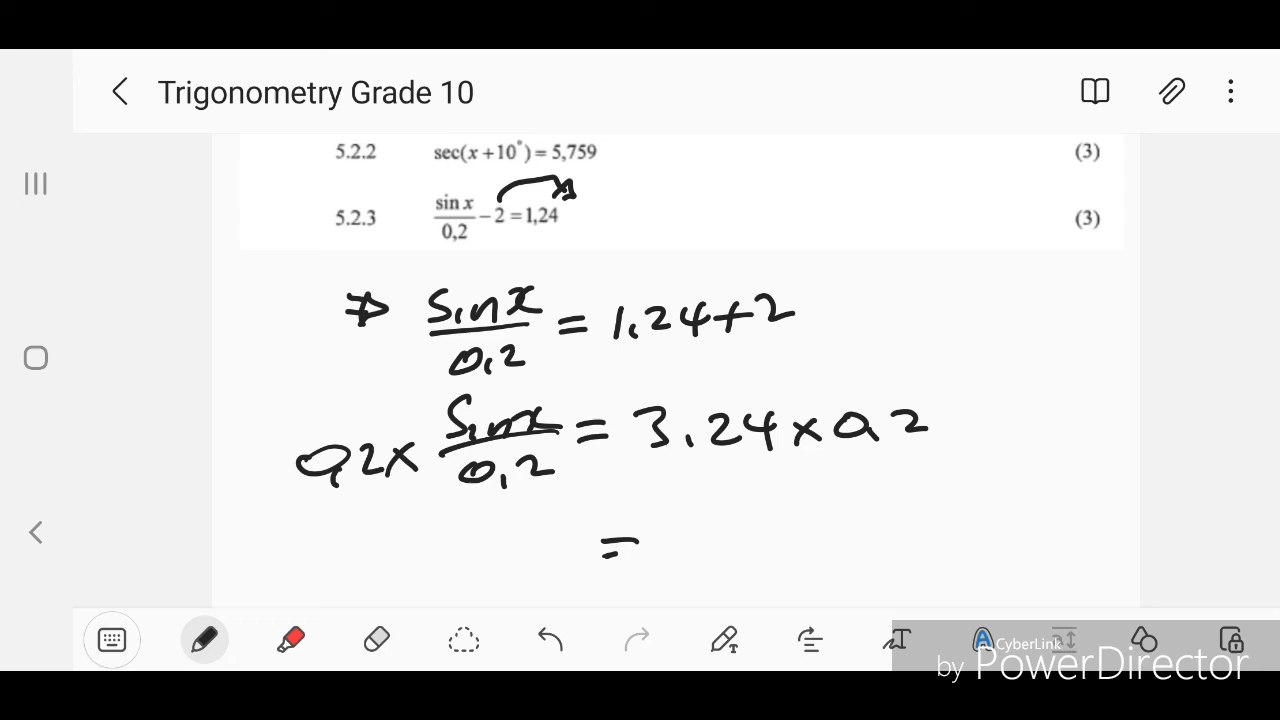 Trigonometry Grade 10
5.2.2 sec(x+10°) = 5,759 (3)
5.2.3 sin x / 0,2 − 2 = 1,24 (3)
⇒ Sin x / 0,2 = 1.24 + 2
0,2 × Sin x / 0,2 = 3.24 × 0,2
=
T
A
CyberLink
by PowerDirector